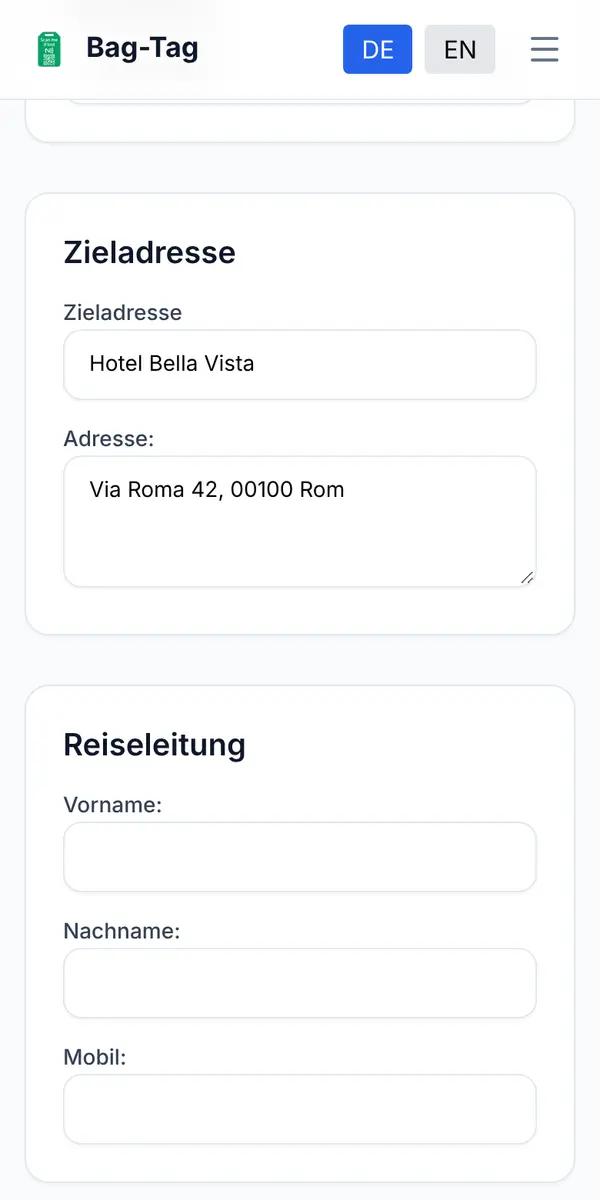 Bag-Tag
DE
EN
Zieladresse
Zieladresse
Hotel Bella Vista
Adresse:
Via Roma 42, 00100 Rom
Reiseleitung
Vorname:
Nachname:
Mobil: